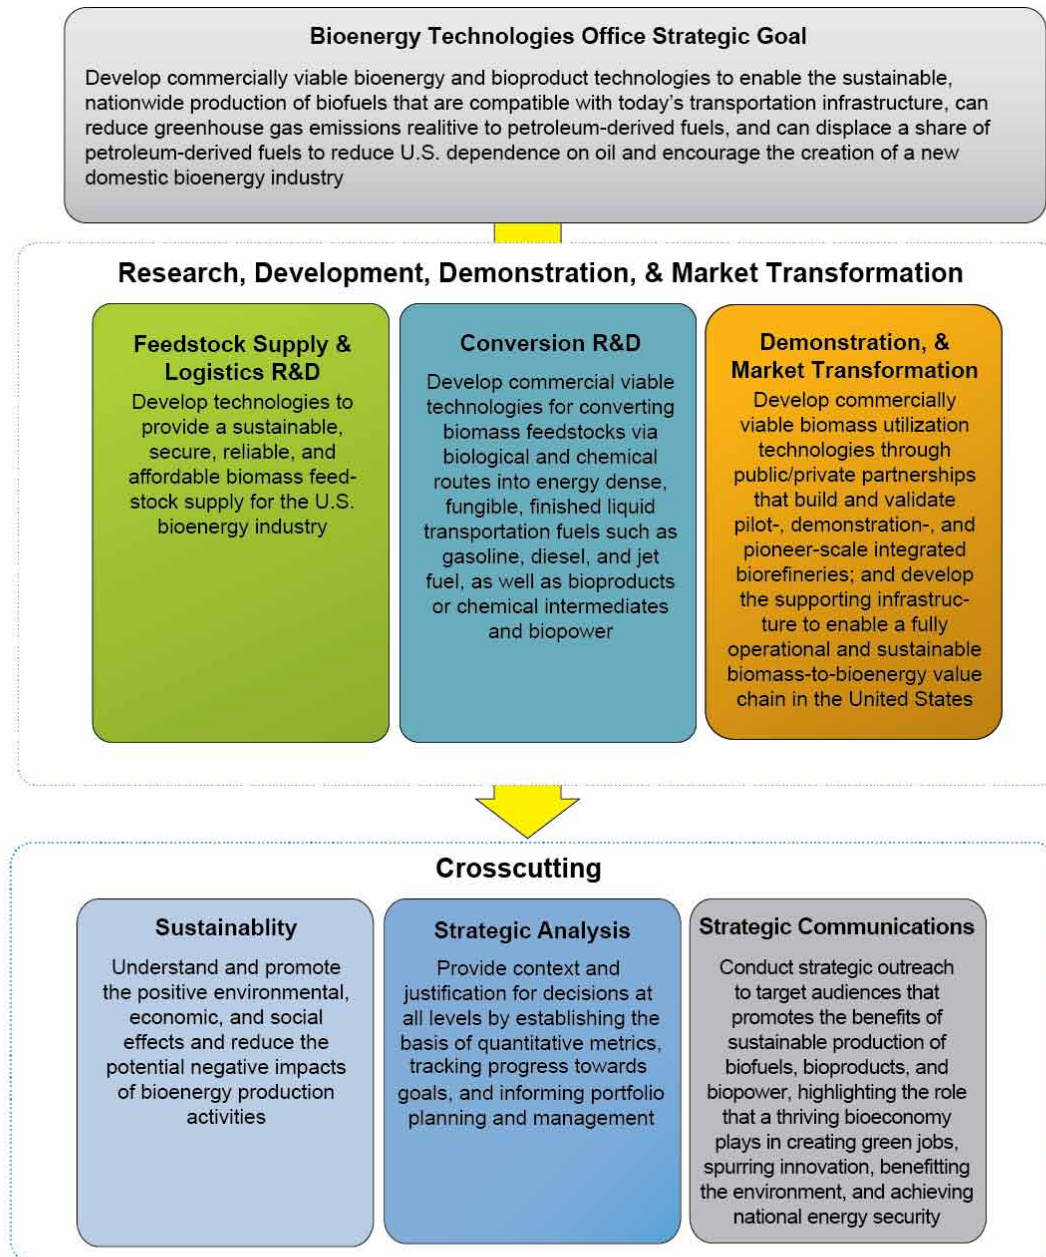 Bioenergy Technologies Office Strategic Goal
Develop commercially viable bioenergy and bioproduct technologies to enable the sustainable,
nationwide production of biofuels that are compatible with today's transportation infrastructure, can
reduce greenhouse gas emissions realitive to petroleum-derived fuels, and can displace a share of
petroleum-derived fuels to reduce U.S. dependence on oil and encourage the creation of a new
domestic bioenergy industry
Research, Development, Demonstration, & Market Transformation
Feedstock Supply &
Logistics R&D
Develop technologies to
provide a sustainable,
secure, reliable, and
affordable biomass feed-
stock supply for the U.S.
bioenergy industry
Conversion R&D
Develop commercial viable
technologies for converting
biomass feedstocks via
biological and chemical
routes into energy dense,
fungible, finished liquid
transportation fuels such as
gasoline, diesel, and jet
fuel, as well as bioproducts
or chemical intermediates
and biopower
Demonstration, &
Market Transformation
Develop commercially
viable biomass utilization
technologies through
public/private partnerships
that build and validate
pilot-, demonstration-, and
pioneer-scale integrated
biorefineries; and develop
the supporting infrastruc-
ture to enable a fully
operational and sustainable
biomass-to-bioenergy value
chain in the United States
Crosscutting
Sustainablity
Understand and promote
the positive environmental,
economic, and social
effects and reduce the
potential negative impacts
of bioenergy production
activities
Strategic Analysis
Provide context and
justification for decisions at
all levels by establishing the
basis of quantitative metrics,
tracking progress towards
goals, and informing portfolio
planning and management
Strategic Communications
Conduct strategic outreach
to target audiences that
promotes the benefits of
sustainable production of
biofuels, bioproducts, and
biopower, highlighting the role
that a thriving bioeconomy
plays in creating green jobs,
spurring innovation, benefitting
the environment, and achieving
national energy security